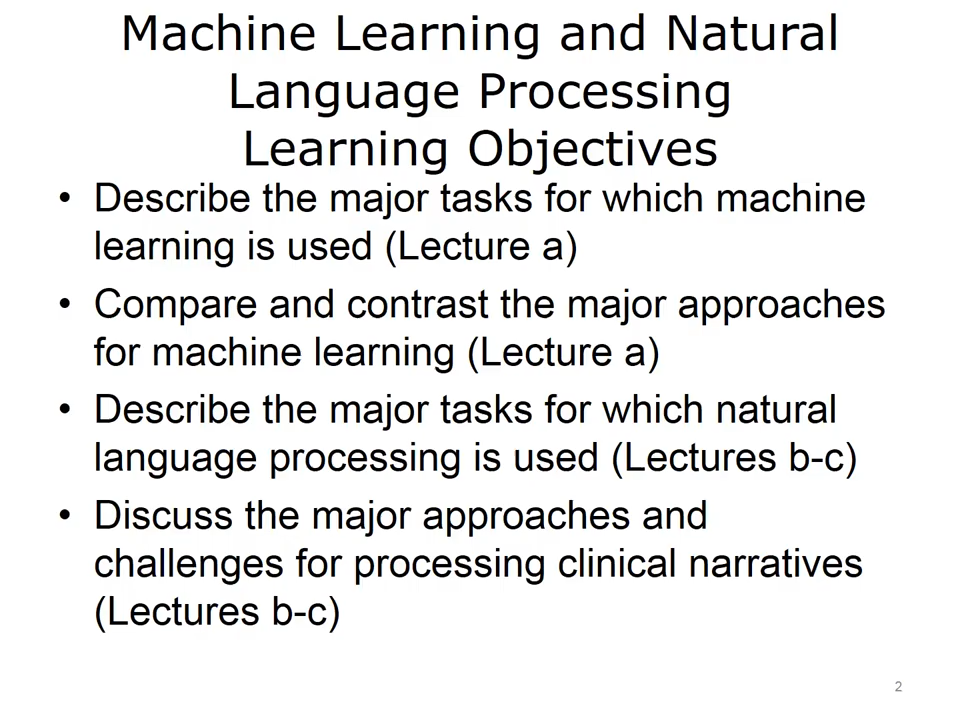 Machine Learning and Natural
Language Processing
Learning Objectives
• Describe the major tasks for which machine
learning is used (Lecture a)
• Compare and contrast the major approaches
for machine learning (Lecture a)
• Describe the major tasks for which natural
language processing is used (Lectures b-c)
• Discuss the major approaches and
challenges for processing clinical narratives
(Lectures b-c)
2